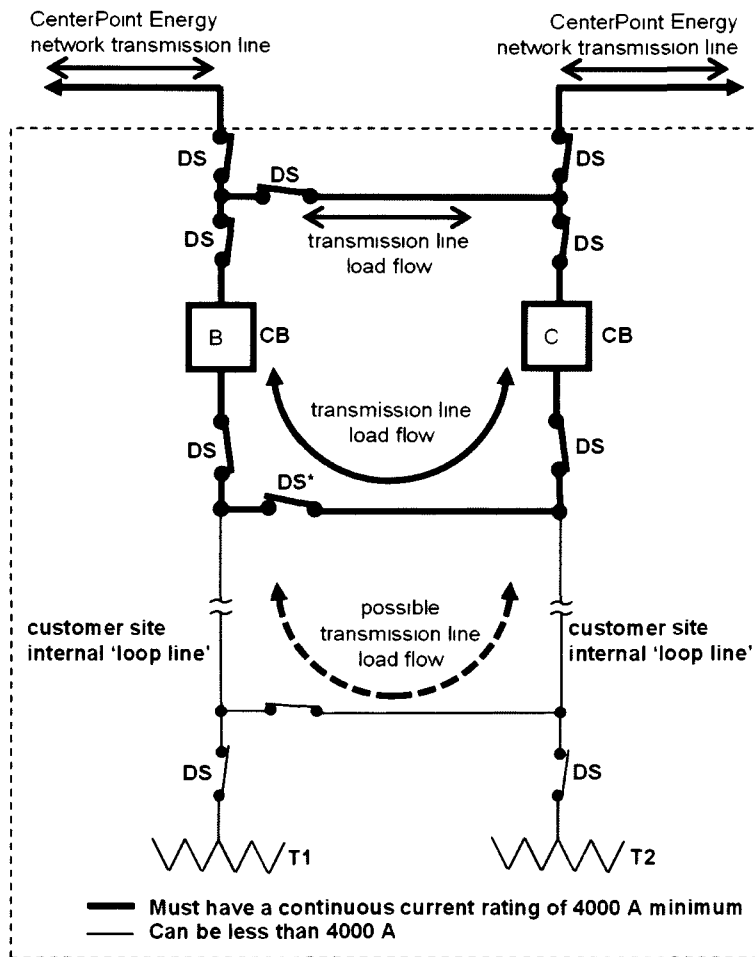 CenterPoint Energy
network transmission line
CenterPoint Energy
network transmission line
DS
DS
DS
DS
DS
transmission line
load flow
B
CB
C
CB
transmission line
load flow
DS
DS
DS*
customer site
internal 'loop line'
possible
transmission line
load flow
customer site
internal 'loop line'
DS
DS
T1
T2
Must have a continuous current rating of 4000 A minimum
Can be less than 4000 A